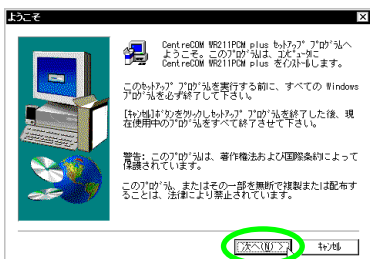 ようこそ
CentreCOM WR211PCM plus ｾｯﾄｱｯﾌﾟ ﾌﾟﾛｸﾞﾗﾑへ
ようこそ。このﾌﾟﾛｸﾞﾗﾑは、ｺﾝﾋﾟｭｰﾀに
CentreCOM WR211PCM plus をｲﾝｽﾄｰﾙします。
このｾｯﾄｱｯﾌﾟ ﾌﾟﾛｸﾞﾗﾑを実行する前に、すべての Windows
ﾌﾟﾛｸﾞﾗﾑを必ず終了して下さい。
[ｷｬﾝｾﾙ]ﾎﾞﾀﾝをｸﾘｯｸしｾｯﾄｱｯﾌﾟ ﾌﾟﾛｸﾞﾗﾑを終了した後、現
在使用中のﾌﾟﾛｸﾞﾗﾑをすべて終了させて下さい。
警告: このﾌﾟﾛｸﾞﾗﾑは、著作権法および国際条約によって
保護されています。
このﾌﾟﾛｸﾞﾗﾑ、またはその一部を無断で複製または配布す
ることは、法律により禁止されています。
次へ(N) >
ｷｬﾝｾﾙ